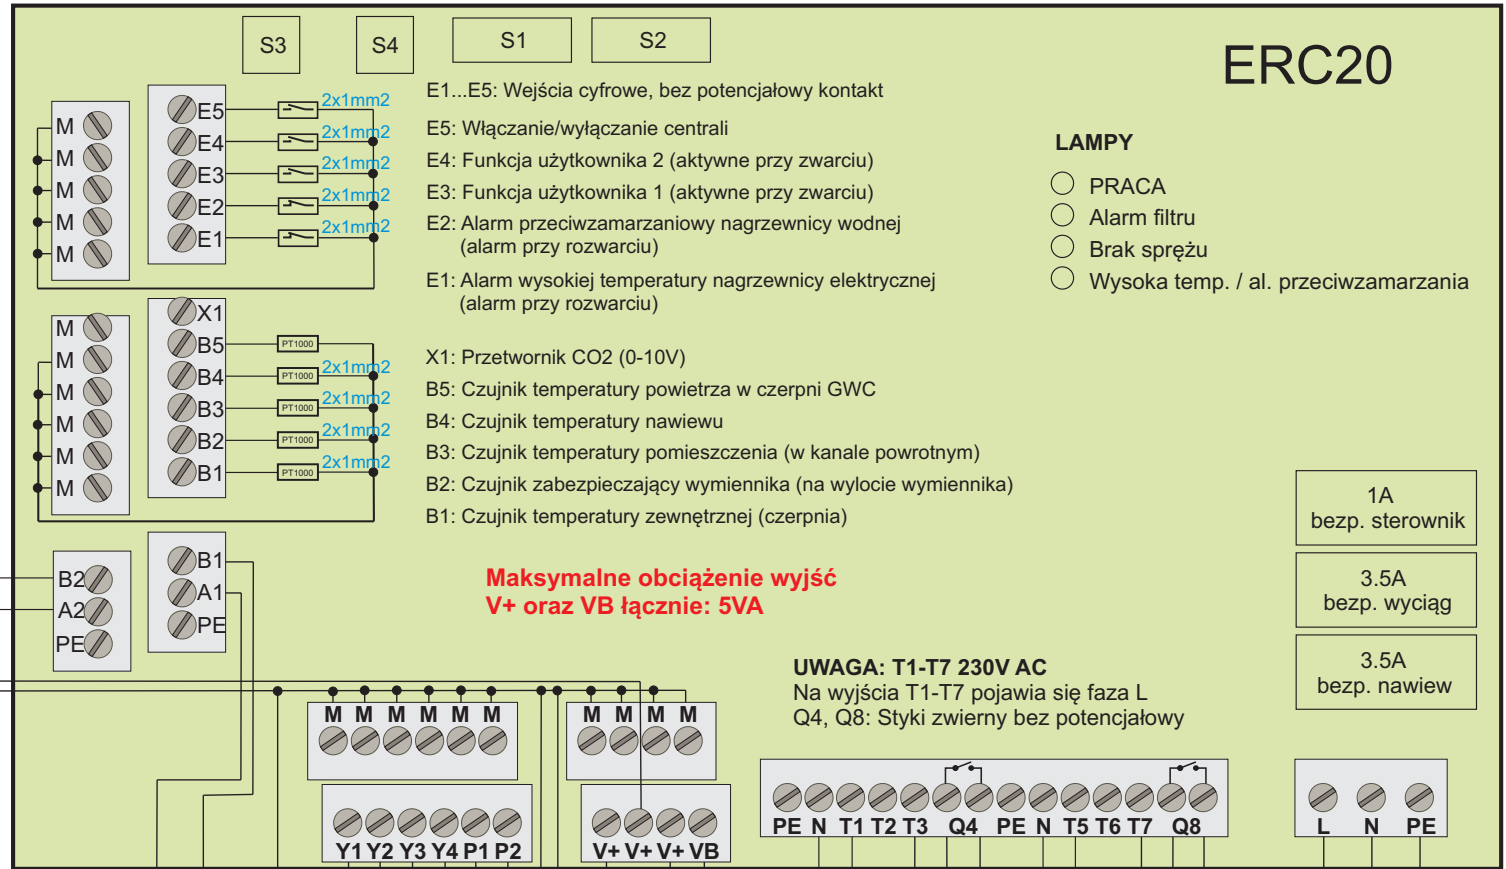 S3
S4
S1
S2
ERC20
M
M
M
M
M
E5
E4
E3
E2
E1
2x1mm2
2x1mm2
2x1mm2
2x1mm2
2x1mm2
E1...E5: Wejścia cyfrowe, bez potencjałowy kontakt
E5: Włączanie/wyłączanie centrali
E4: Funkcja użytkownika 2 (aktywne przy zwarciu)
E3: Funkcja użytkownika 1 (aktywne przy zwarciu)
E2: Alarm przeciwzamarzaniowy nagrzewnicy wodnej
(alarm przy rozwarciu)
E1: Alarm wysokiej temperatury nagrzewnicy elektrycznej
(alarm przy rozwarciu)
LAMPY
PRACA
Alarm filtru
Brak sprężu
Wysoka temp. / al. przeciwzamarzania
M
M
M
M
M
M
X1
B5
B4
B3
B2
B1
PT1000
PT1000
PT1000
PT1000
PT1000
2x1mm2
2x1mm2
2x1mm2
2x1mm2
X1: Przetwornik CO2 (0-10V)
B5: Czujnik temperatury powietrza w czerpni GWC
B4: Czujnik temperatury nawiewu
B3: Czujnik temperatury pomieszczenia (w kanale powrotnym)
B2: Czujnik zabezpieczający wymiennika (na wylocie wymiennika)
B1: Czujnik temperatury zewnętrznej (czerpnia)
1A
bezp. sterownik
3.5A
bezp. wyciąg
3.5A
bezp. nawiew
B2
A2
PE
B1
A1
PE
Maksymalne obciążenie wyjść
V+ oraz VB łącznie: 5VA
UWAGA: T1-T7 230V AC
Na wyjścia T1-T7 pojawia się faza L
Q4, Q8: Styki zwierny bez potencjałowy
M M M M M M
M M M M
Y1 Y2 Y3 Y4 P1 P2
V+ V+ V+ VB
PE N T1 T2 T3 Q4 PE N T5 T6 T7 Q8
L N PE